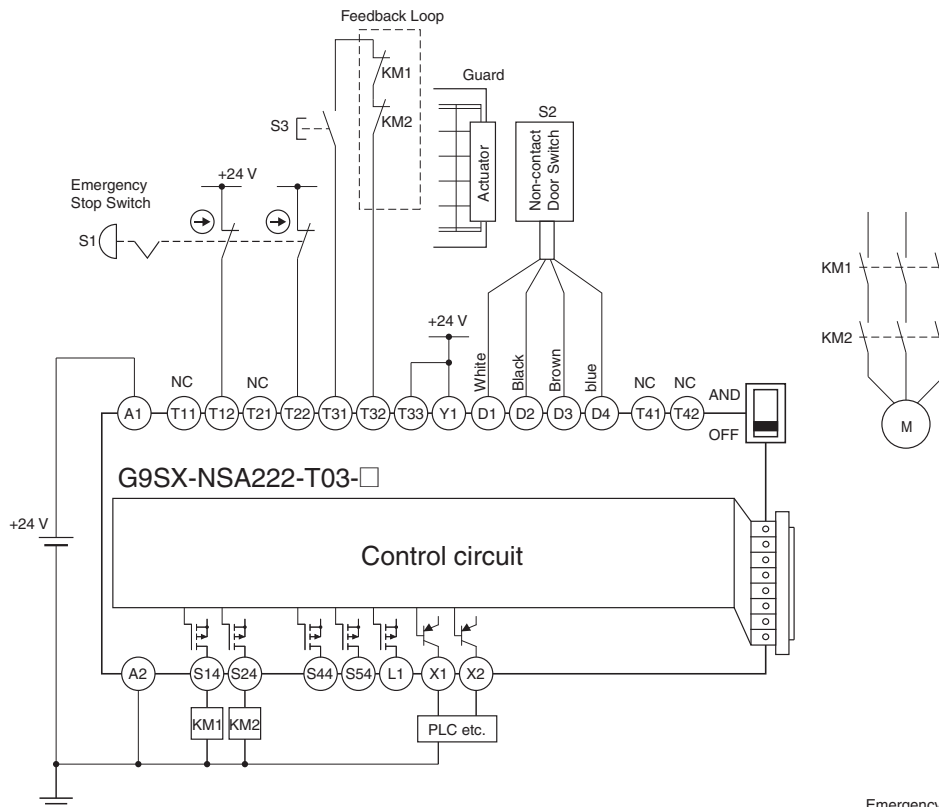 Feedback Loop
KM1
Guard
S2
S3
KM2
Actuator
Non-contact
Door Switch
+24 V
Emergency
Stop Switch
S1
KM1
+24 V
KM2
White
Black
Brown
blue
NC
NC
NC
NC
AND
A1
T11
T12
T21
T22
T31
T32
T33
Y1
D1
D2
D3
D4
T41
T42
M
OFF
G9SX-NSA222-T03-□
+24 V
Control circuit
A2
S14
S24
S44
S54
L1
X1
X2
KM1
KM2
PLC etc.
Emergency